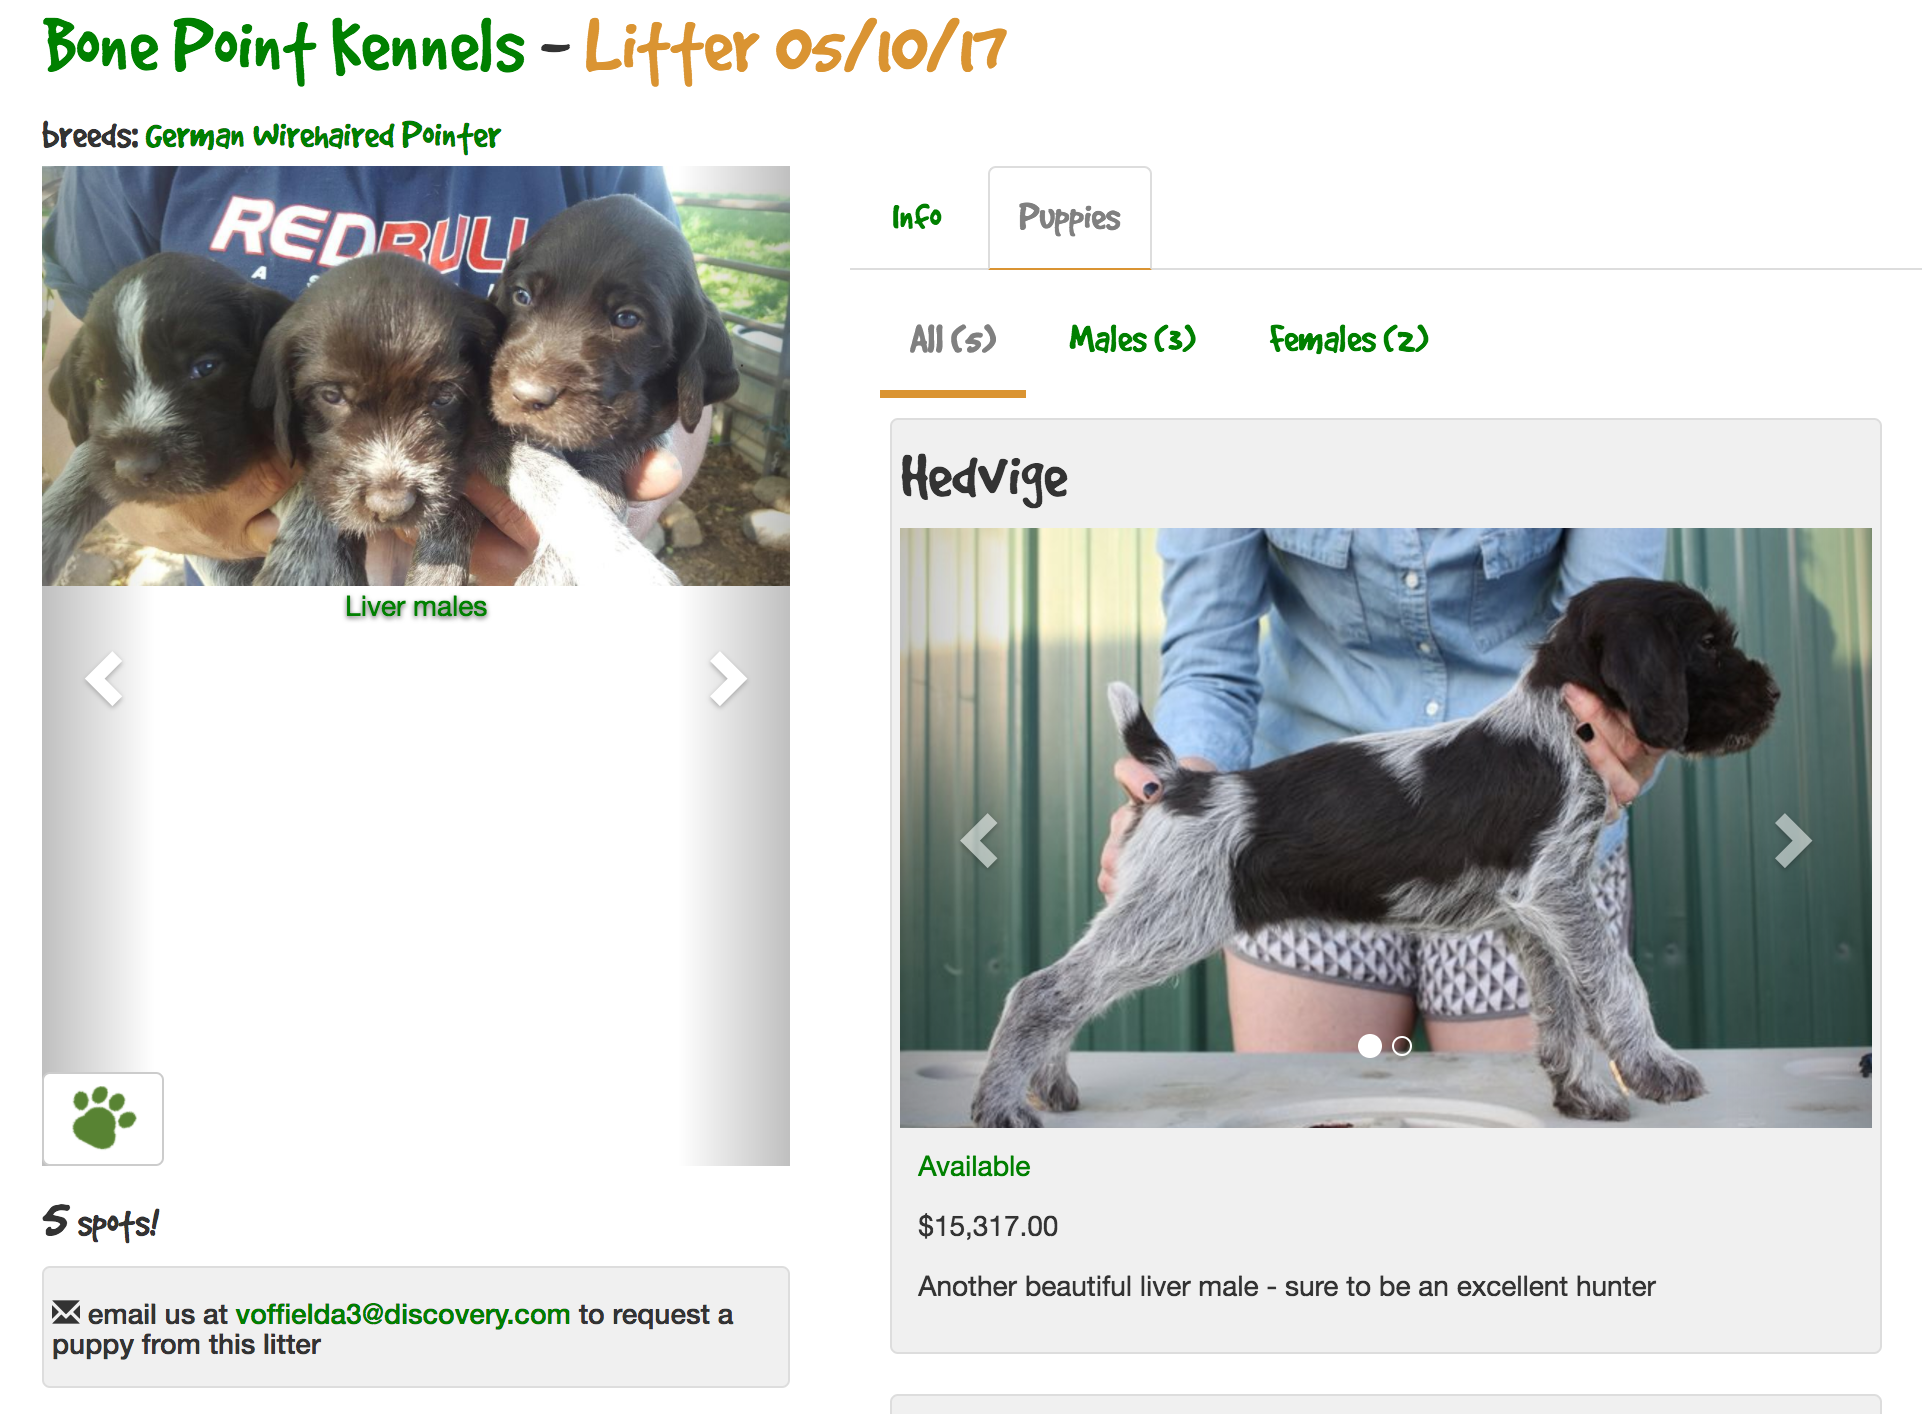 Bone Point Kennels - Litter 05/10/17
breeds: German Wirehaired Pointer
REDBULL
Liver males
5 spots!
email us at voffielda3@discovery.com to request a
puppy from this litter
Info
Puppies
All (5)
Males (3)
Females (2)
Hedvige
Available
$15,317.00
Another beautiful liver male - sure to be an excellent hunter